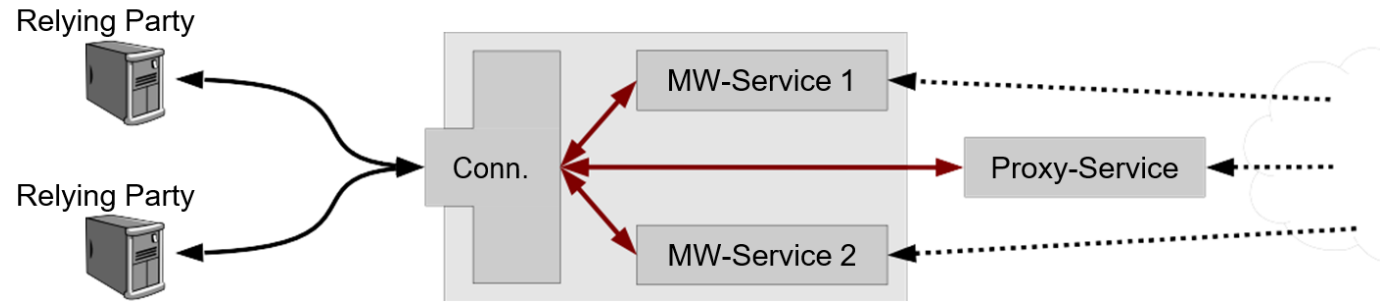 Relying Party
MW-Service 1
Conn.
Proxy-Service
Relying Party
MW-Service 2